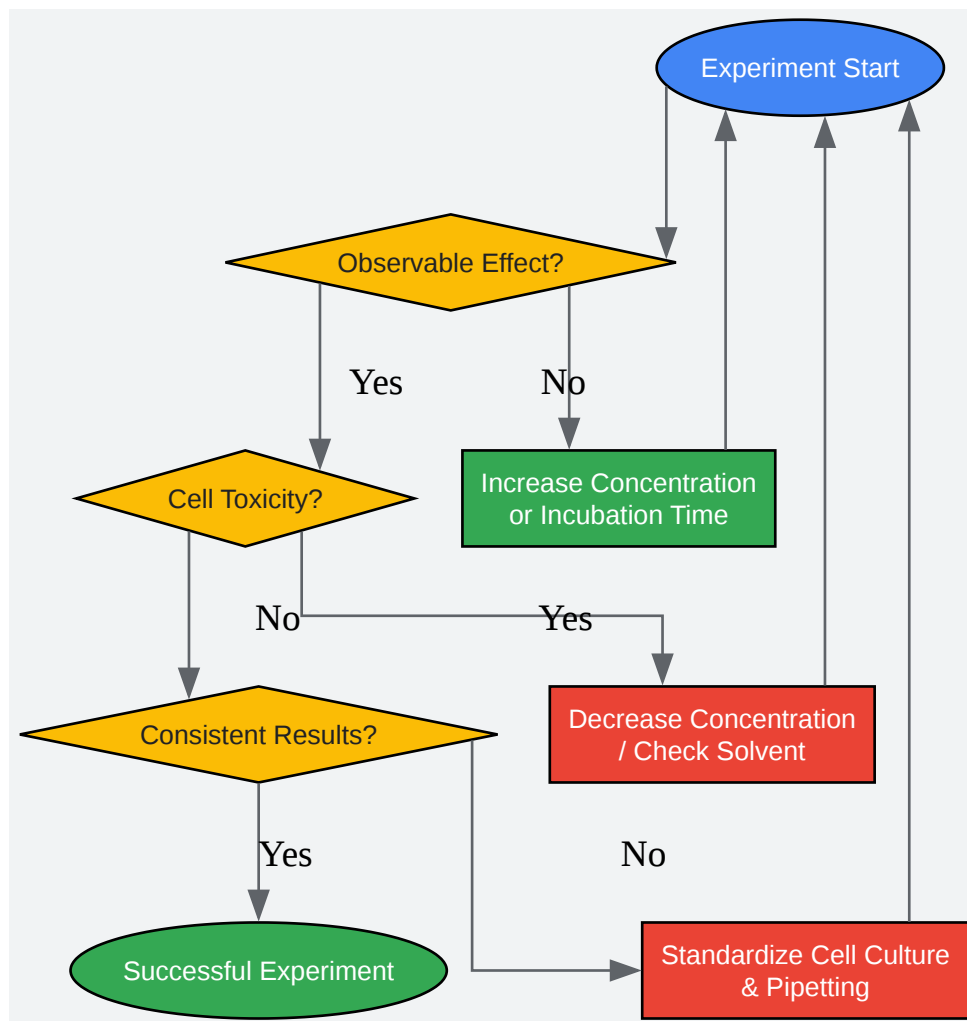 Experiment Start
Observable Effect?
Yes
No
Cell Toxicity?
Increase Concentration
or Incubation Time
No
Yes
Consistent Results?
Decrease Concentration
/ Check Solvent
Yes
No
Successful Experiment
Standardize Cell Culture
& Pipetting